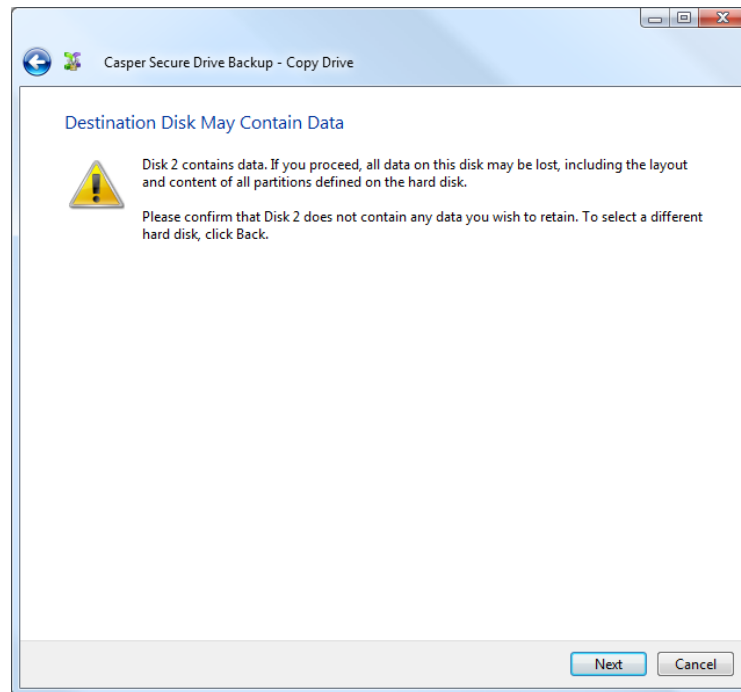 Casper Secure Drive Backup - Copy Drive
Destination Disk May Contain Data
Disk 2 contains data. If you proceed, all data on this disk may be lost, including the layout
and content of all partitions defined on the hard disk.
Please confirm that Disk 2 does not contain any data you wish to retain. To select a different
hard disk, click Back.
Next Cancel